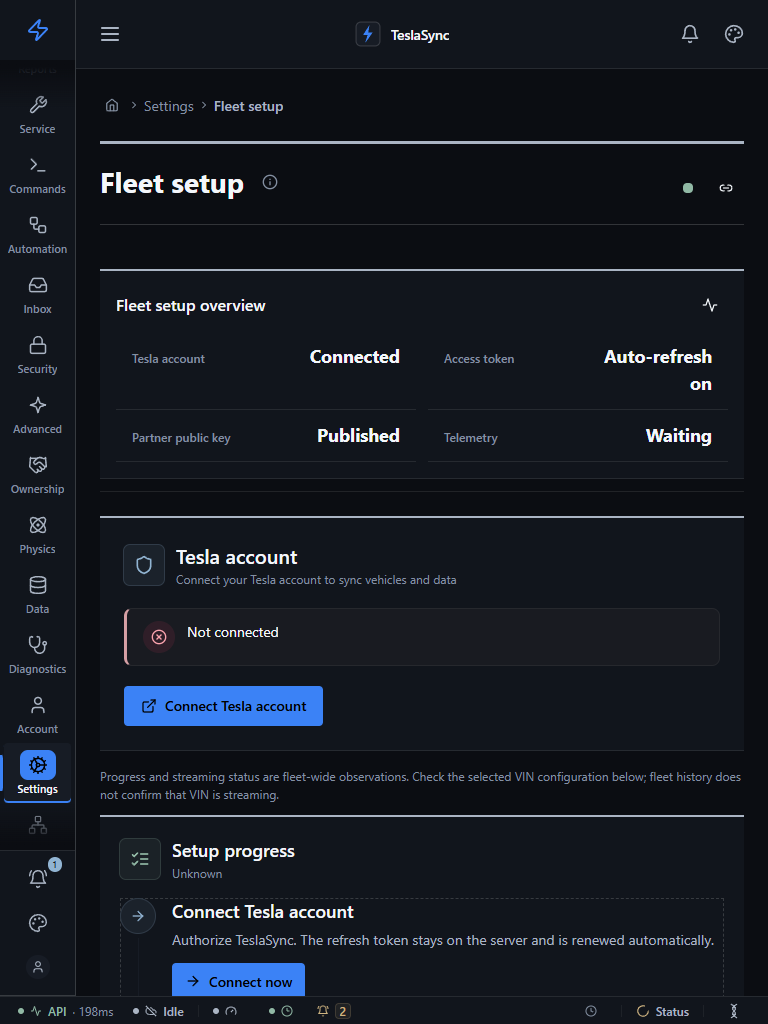 TeslaSync
Reports
Service
Commands
Automation
Inbox
Security
Advanced
Ownership
Physics
Data
Diagnostics
Account
Settings
1
Settings
Fleet setup
Fleet setup
Fleet setup overview
Tesla account
Connected
Access token
Auto-refresh
on
Partner public key
Published
Telemetry
Waiting
Tesla account
Connect your Tesla account to sync vehicles and data
Not connected
Connect Tesla account
Progress and streaming status are fleet-wide observations. Check the selected VIN configuration below; fleet history does
not confirm that VIN is streaming.
Setup progress
Unknown
Connect Tesla account
Authorize TeslaSync. The refresh token stays on the server and is renewed automatically.
Connect now
API · 198ms
Idle
2
Status